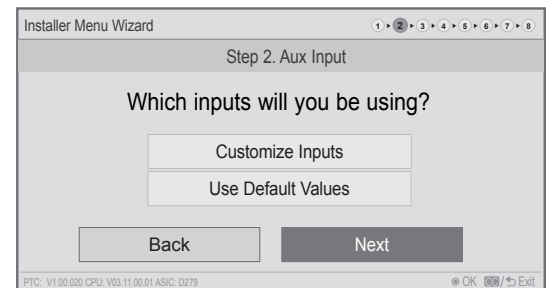 Installer Menu Wizard
1 2 3 4 5 6 7 8
Step 2. Aux Input
Which inputs will you be using?
Customize Inputs
Use Default Values
Back Next
PTC: V1.00.020 CPU: V03.11.00.01 ASIC: D279 OK CC / Exit